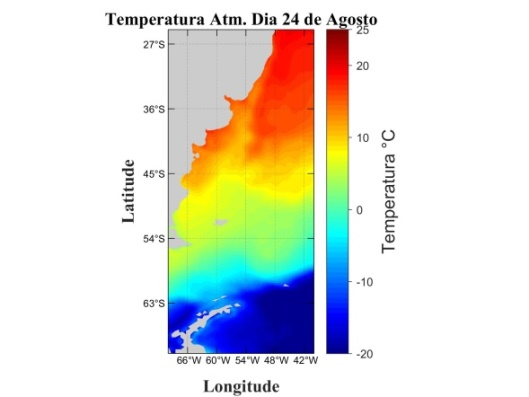 Temperatura Atm. Dia 24 de Agosto
27°S
36°S
45°S
54°S
63°S
Latitude
66°W 60°W 54°W 48°W 42°W
Longitude
25
20
10
0
-10
-20
Temperatura °C